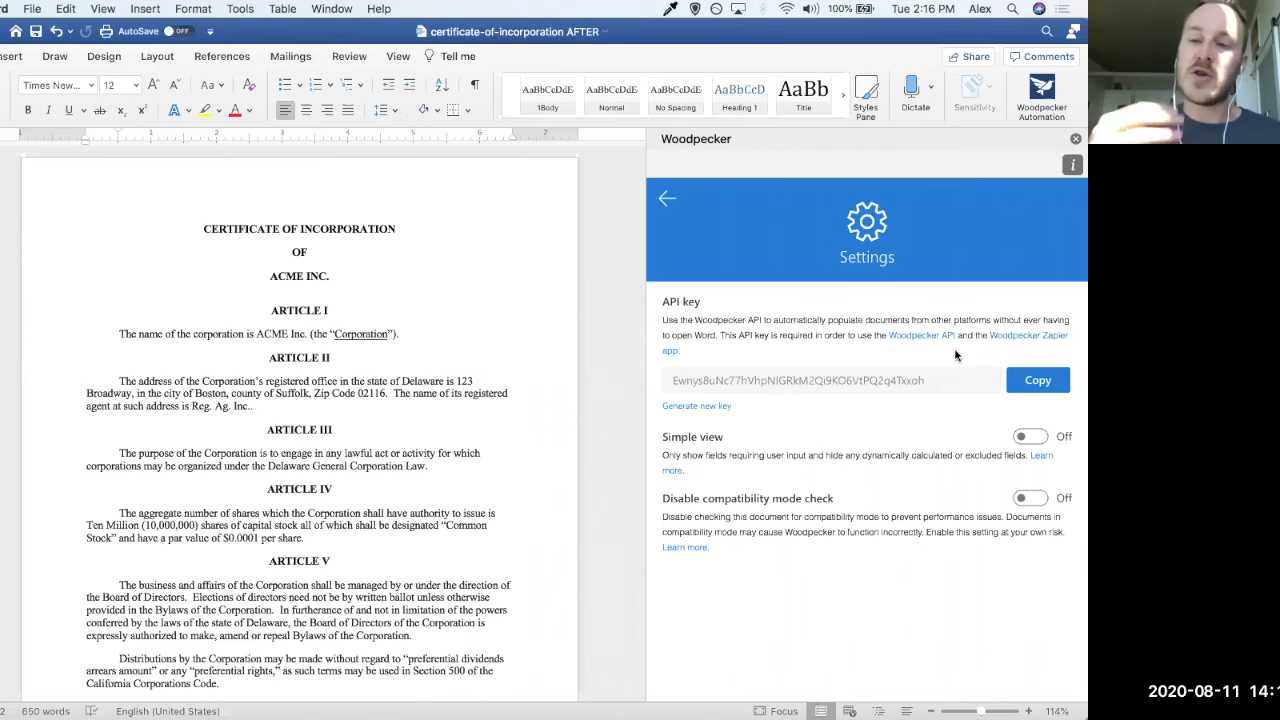 rd Insert Format Tools Table Window Help 100% Tue 2:16 PM Alex
AutoSave OFF certificate-of-incorporation AFTER
nsert Draw Design Layout References Mailings Review View Tell me Share Comments
Times New... 12 A A Aa A
B I U ab x₂ x² A A
AaBbCcDdE AaBbCcDdE AaBbCcDdE AaBbCcD AaBb
1Body Normal No Spacing Heading 1 Title
Styles Pane
Dictate
Sensitivity
Woodpecker Automation
1 2 3 4 5 6 7
Woodpecker
i
CERTIFICATE OF INCORPORATION
OF
ACME INC.
ARTICLE I
The name of the corporation is ACME Inc. (the “Corporation”).
ARTICLE II
The address of the Corporation’s registered office in the state of Delaware is 123
Broadway, in the city of Boston, county of Suffolk, Zip Code 02116. The name of its registered
agent at such address is Reg. Ag. Inc..
ARTICLE III
The purpose of the Corporation is to engage in any lawful act or activity for which
corporations may be organized under the Delaware General Corporation Law.
ARTICLE IV
The aggregate number of shares which the Corporation shall have authority to issue is
Ten Million (10,000,000) shares of capital stock all of which shall be designated “Common
Stock” and have a par value of $0.0001 per share.
ARTICLE V
The business and affairs of the Corporation shall be managed by or under the direction of
the Board of Directors. Elections of directors need not be by written ballot unless otherwise
provided in the Bylaws of the Corporation. In furtherance of and not in limitation of the powers
conferred by the laws of the state of Delaware, the Board of Directors of the Corporation is
expressly authorized to make, amend or repeal Bylaws of the Corporation.
Distributions by the Corporation may be made without regard to “preferential dividends
arrears amount” or any “preferential rights,” as such terms may be used in Section 500 of the
California Corporations Code.
Settings
API key
Use the Woodpecker API to automatically populate documents from other platforms without ever having
to open Word. This API key is required in order to use the Woodpecker API and the Woodpecker Zapier
app.
Ewnys8uNc77hVhpNIGRkM2Qi9KO6VtPQ2q4Txxoh Copy
Generate new key
Simple view Off
Only show fields requiring user input and hide any dynamically calculated or excluded fields. Learn
more.
Disable compatibility mode check Off
Disable checking this document for compatibility mode to prevent performance issues. Documents in
compatibility mode may cause Woodpecker to function incorrectly. Enable this setting at your own risk.
Learn more.
2 650 words English (United States) Focus 114%
2020-08-11 14:1